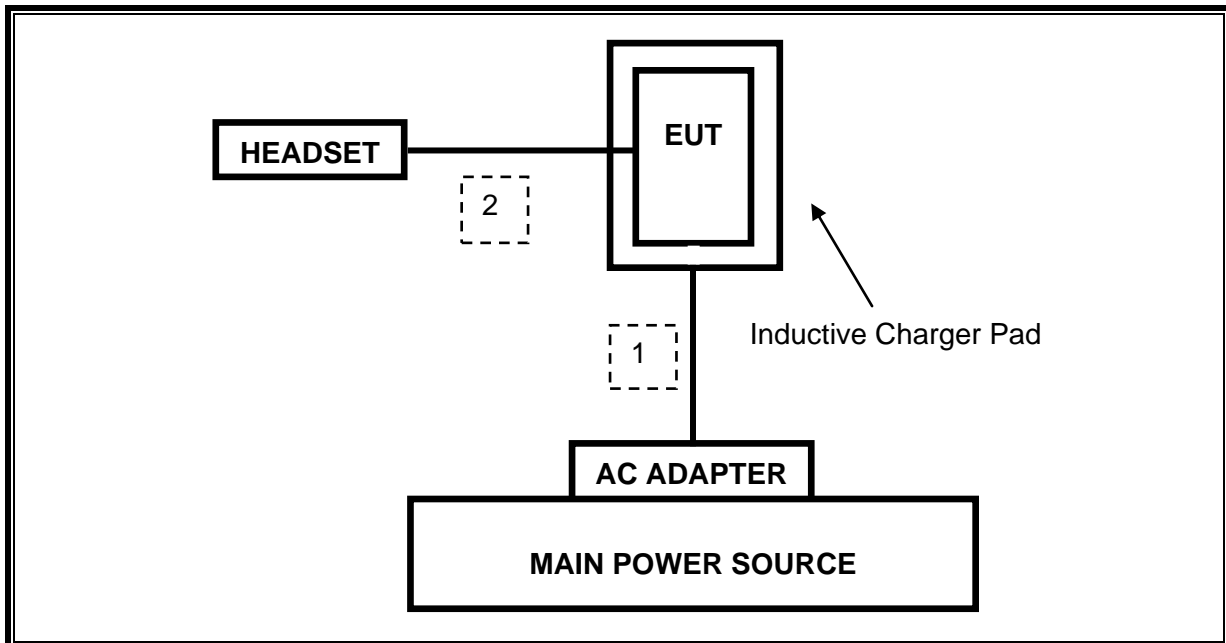 EUT
HEADSET
2
Inductive Charger Pad
1
AC ADAPTER
MAIN POWER SOURCE